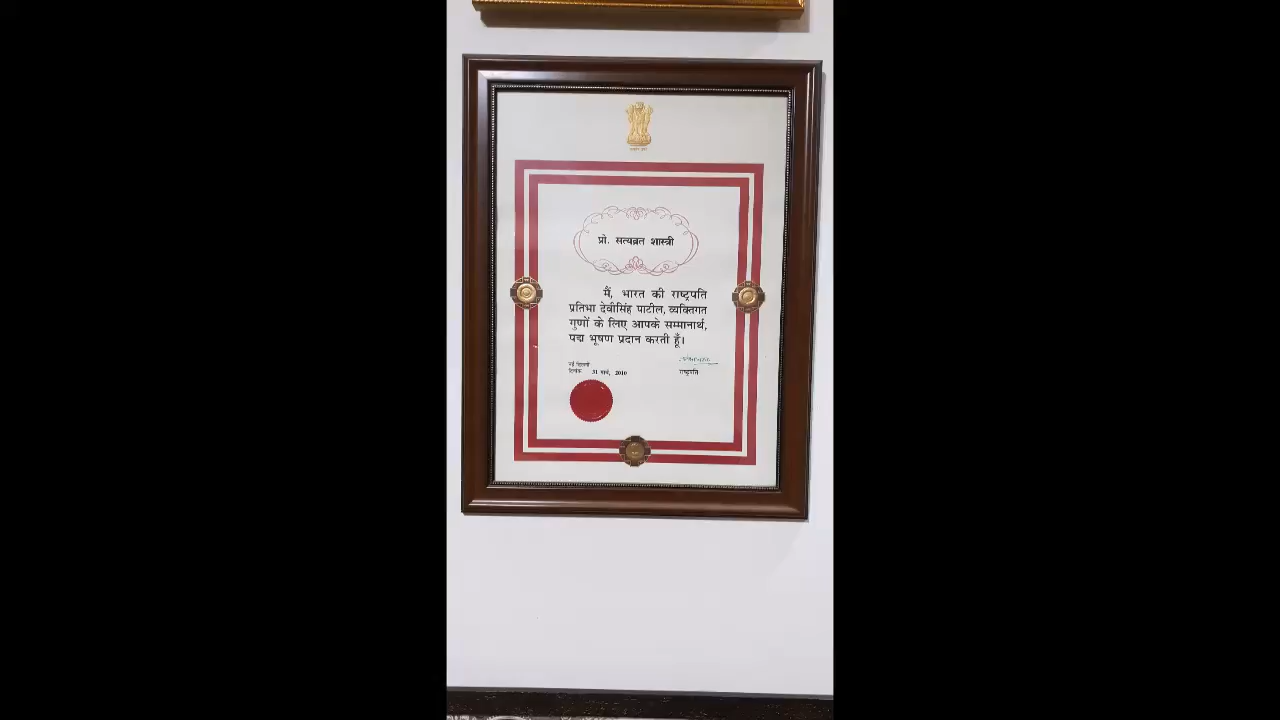 प्रो. सत्यव्रत शास्त्री
मैं, भारत की राष्ट्रपति
प्रतिभा देवीसिंह पाटील, व्यक्तिगत
गुणों के लिए आपके सम्मानार्थ,
पद्म भूषण प्रदान करती हूँ।
नई दिल्ली
दिनांक 31 मार्च, 2010
राष्ट्रपति